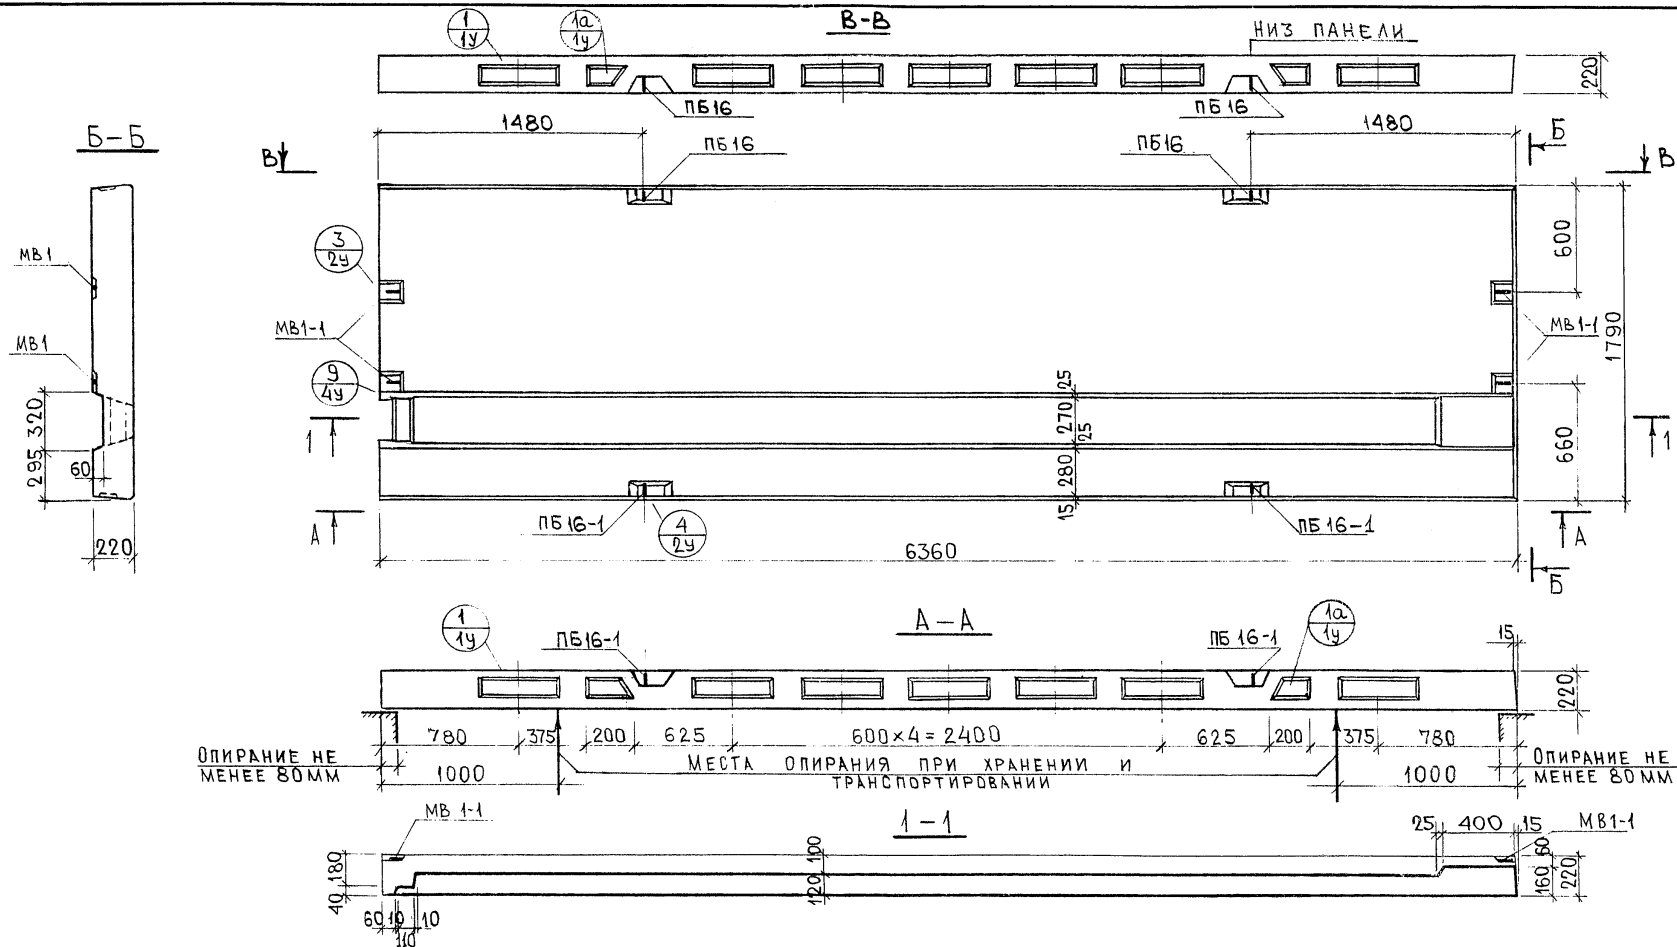 В-В
1
1У
1а
1У
НИЗ ПАНЕЛИ
220
ПБ16
ПБ16
Б-Б
1480
1480
Б
В
ПБ16
ПБ16
В
МВ1
3
2У
600
МВ1-1
МВ1-1
1790
МВ1
9
4У
25
320
270
25
1
1
295
60
280
660
15
А
ПБ16-1
4
2У
ПБ16-1
А
220
6360
Б
А-А
1
1У
ПБ16-1
ПБ16-1
1а
1У
15
220
780
375
200
625
600×4=2400
625
200
375
780
ОПИРАНИЕ НЕ
МЕНЕЕ 80ММ
1000
МЕСТА ОПИРАНИЯ ПРИ ХРАНЕНИИ И
ТРАНСПОРТИРОВАНИИ
1000
ОПИРАНИЕ НЕ
МЕНЕЕ 80ММ
МВ 1-1
1-1
25
400
15
МВ1-1
180
100
60
40
120
160
220
60
10
10
110